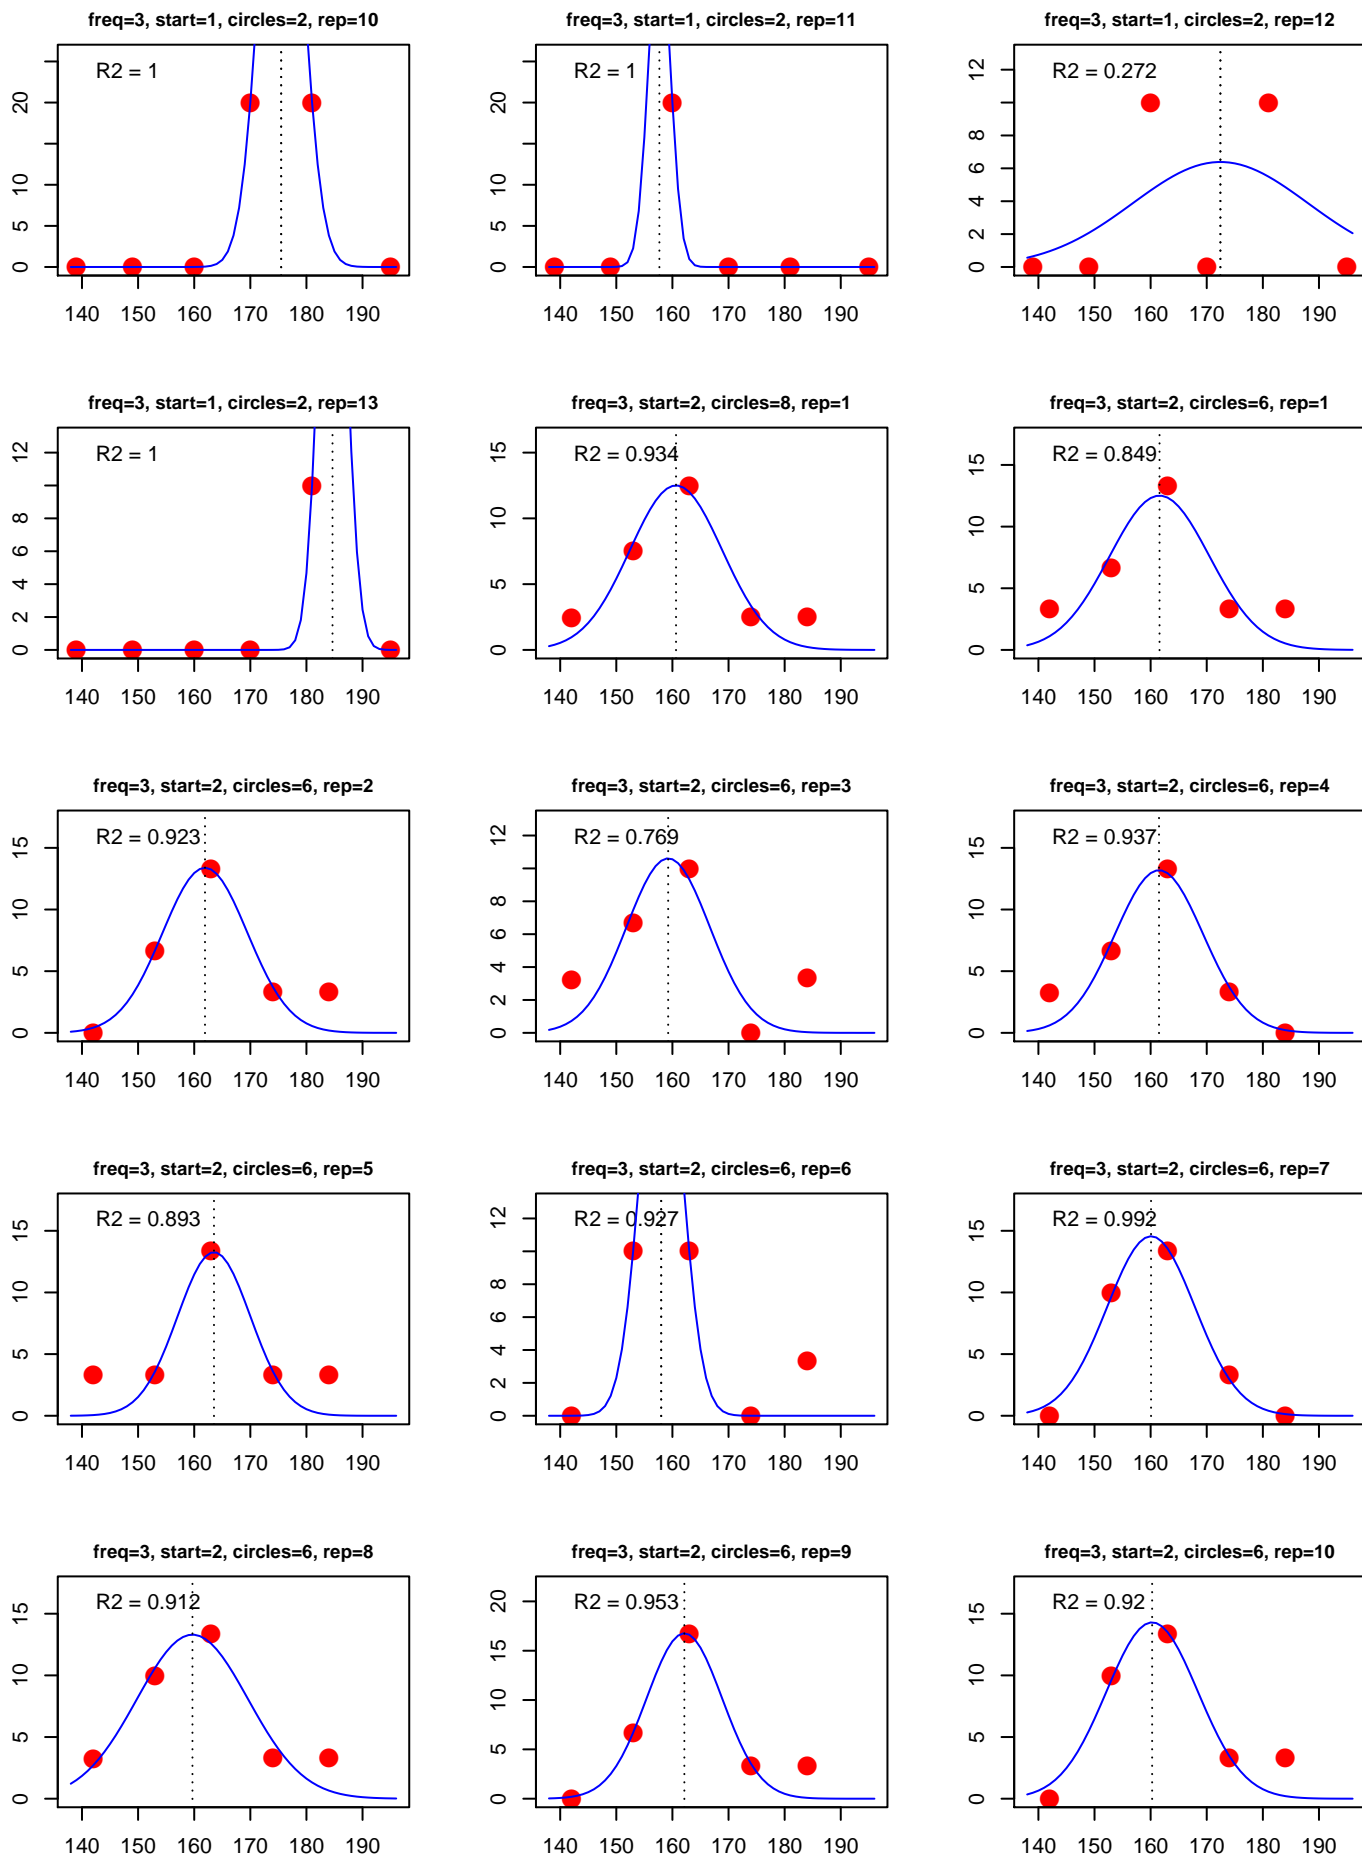 freq=3, start=1, circles=2, rep=10
R2 = 1
0 5 10 20
140 150 160 170 180 190
freq=3, start=1, circles=2, rep=11
R2 = 1
0 5 10 20
140 150 160 170 180 190
freq=3, start=1, circles=2, rep=12
R2 = 0.272
0 2 4 6 8 12
140 150 160 170 180 190
freq=3, start=1, circles=2, rep=13
R2 = 1
0 2 4 6 8 12
140 150 160 170 180 190
freq=3, start=2, circles=8, rep=1
R2 = 0.934
0 5 10 15
140 150 160 170 180 190
freq=3, start=2, circles=6, rep=1
R2 = 0.849
0 5 10 15
140 150 160 170 180 190
freq=3, start=2, circles=6, rep=2
R2 = 0.923
0 5 10 15
140 150 160 170 180 190
freq=3, start=2, circles=6, rep=3
R2 = 0.769
0 2 4 6 8 12
140 150 160 170 180 190
freq=3, start=2, circles=6, rep=4
R2 = 0.937
0 5 10 15
140 150 160 170 180 190
freq=3, start=2, circles=6, rep=5
R2 = 0.893
0 5 10 15
140 150 160 170 180 190
freq=3, start=2, circles=6, rep=6
R2 = 0.927
0 2 4 6 8 12
140 150 160 170 180 190
freq=3, start=2, circles=6, rep=7
R2 = 0.992
0 5 10 15
140 150 160 170 180 190
freq=3, start=2, circles=6, rep=8
R2 = 0.912
0 5 10 15
140 150 160 170 180 190
freq=3, start=2, circles=6, rep=9
R2 = 0.953
0 5 10 15 20
140 150 160 170 180 190
freq=3, start=2, circles=6, rep=10
R2 = 0.92
0 5 10 15
140 150 160 170 180 190